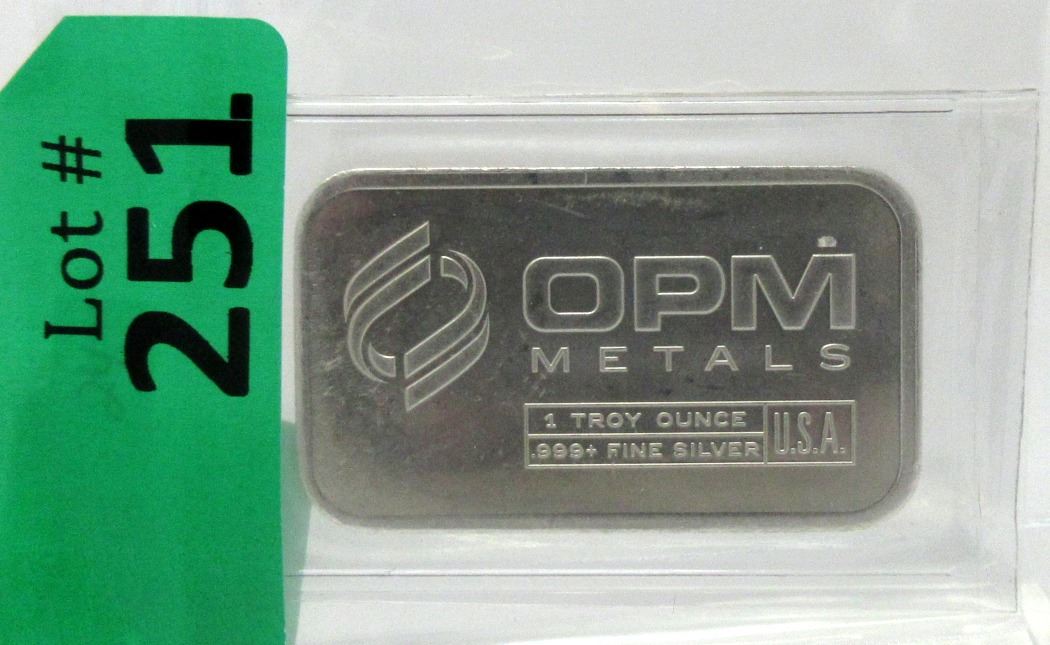 Lot #
251
OPM
METALS
1 TROY OUNCE
.999+ FINE SILVER
U.S.A.